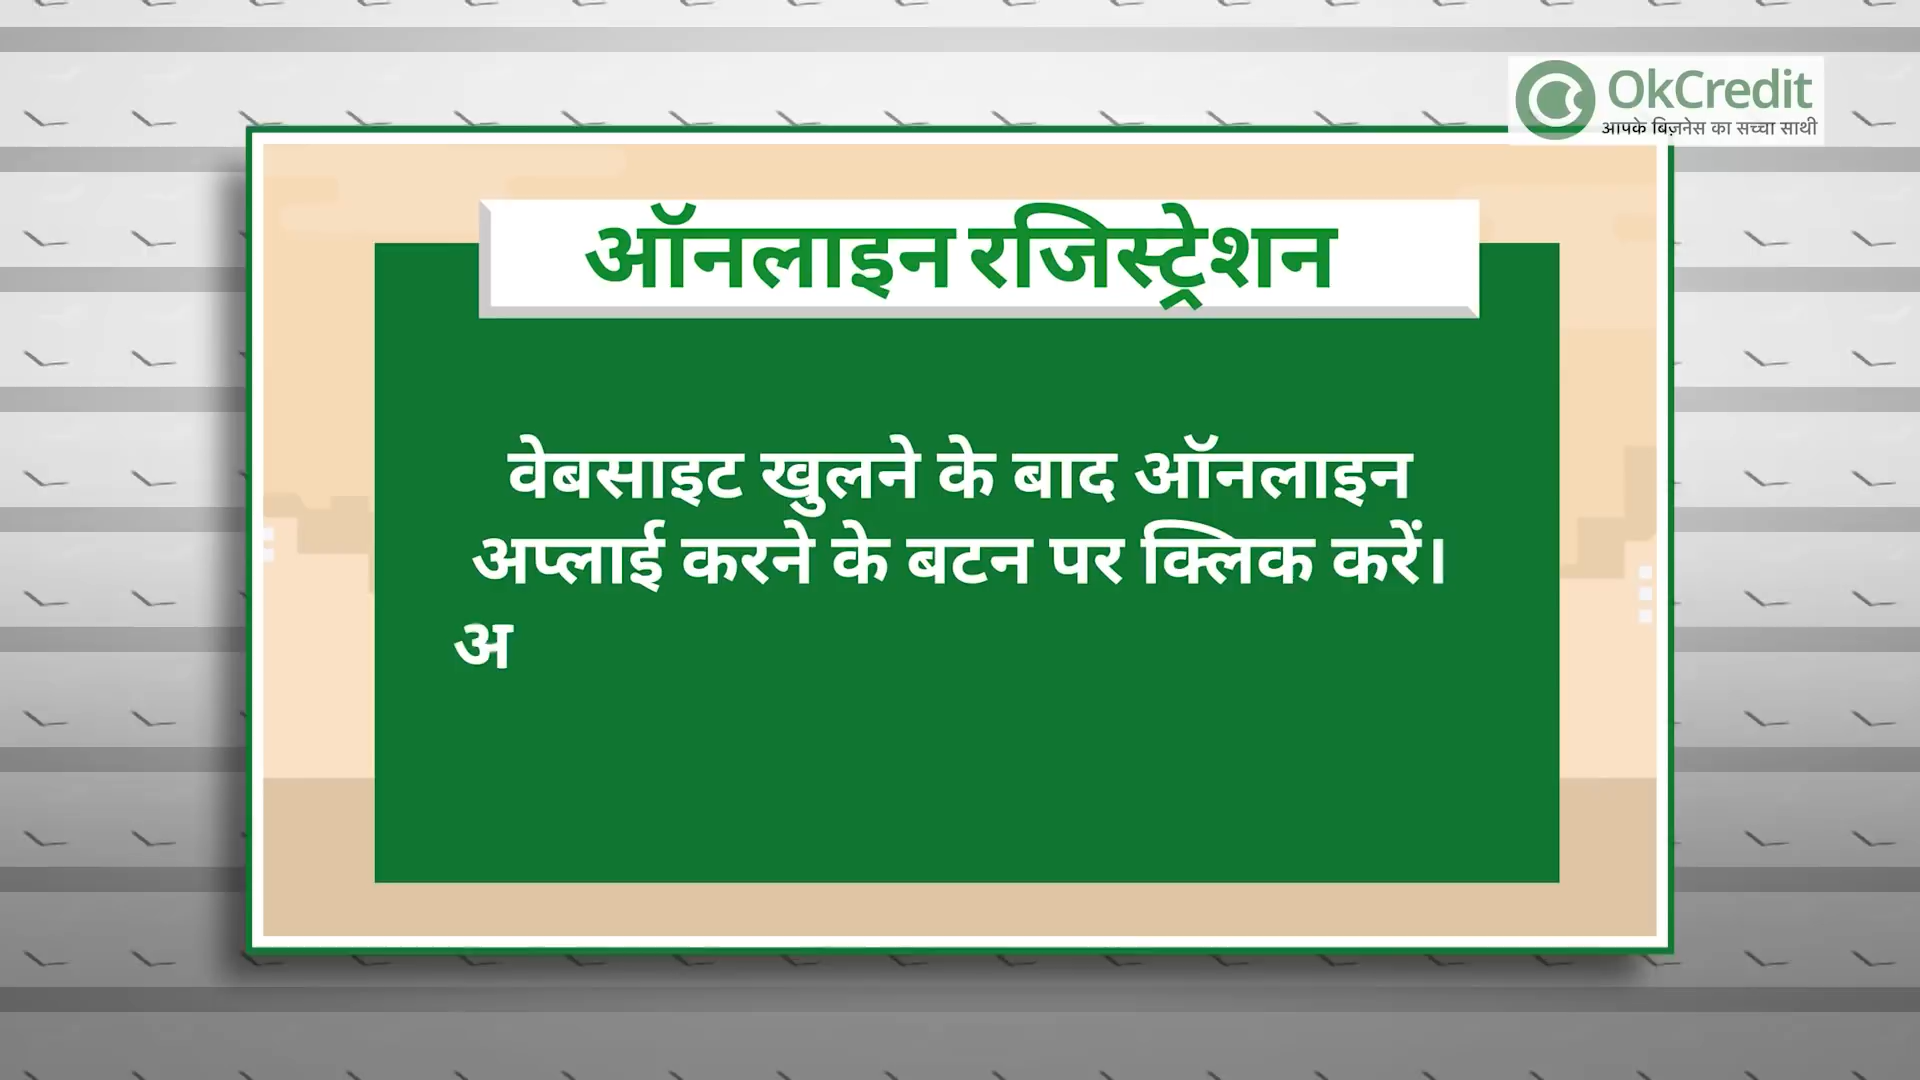 OkCredit
आपके बिज़नेस का सच्चा साथी
ऑनलाइन रजिस्ट्रेशन
वेबसाइट खुलने के बाद ऑनलाइन
अप्लाई करने के बटन पर क्लिक करें।
अ